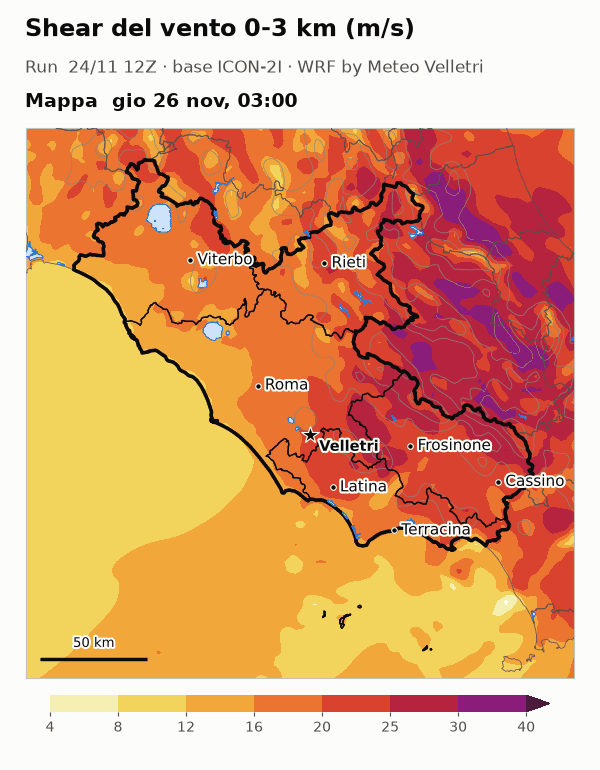 Shear del vento 0-3 km (m/s)
Run 24/11 12Z · base ICON-2I · WRF by Meteo Velletri
Mappa gio 26 nov, 03:00
Viterbo
Rieti
Roma
Velletri
Frosinone
Latina
Cassino
Terracina
50 km
4 8 12 16 20 25 30 40